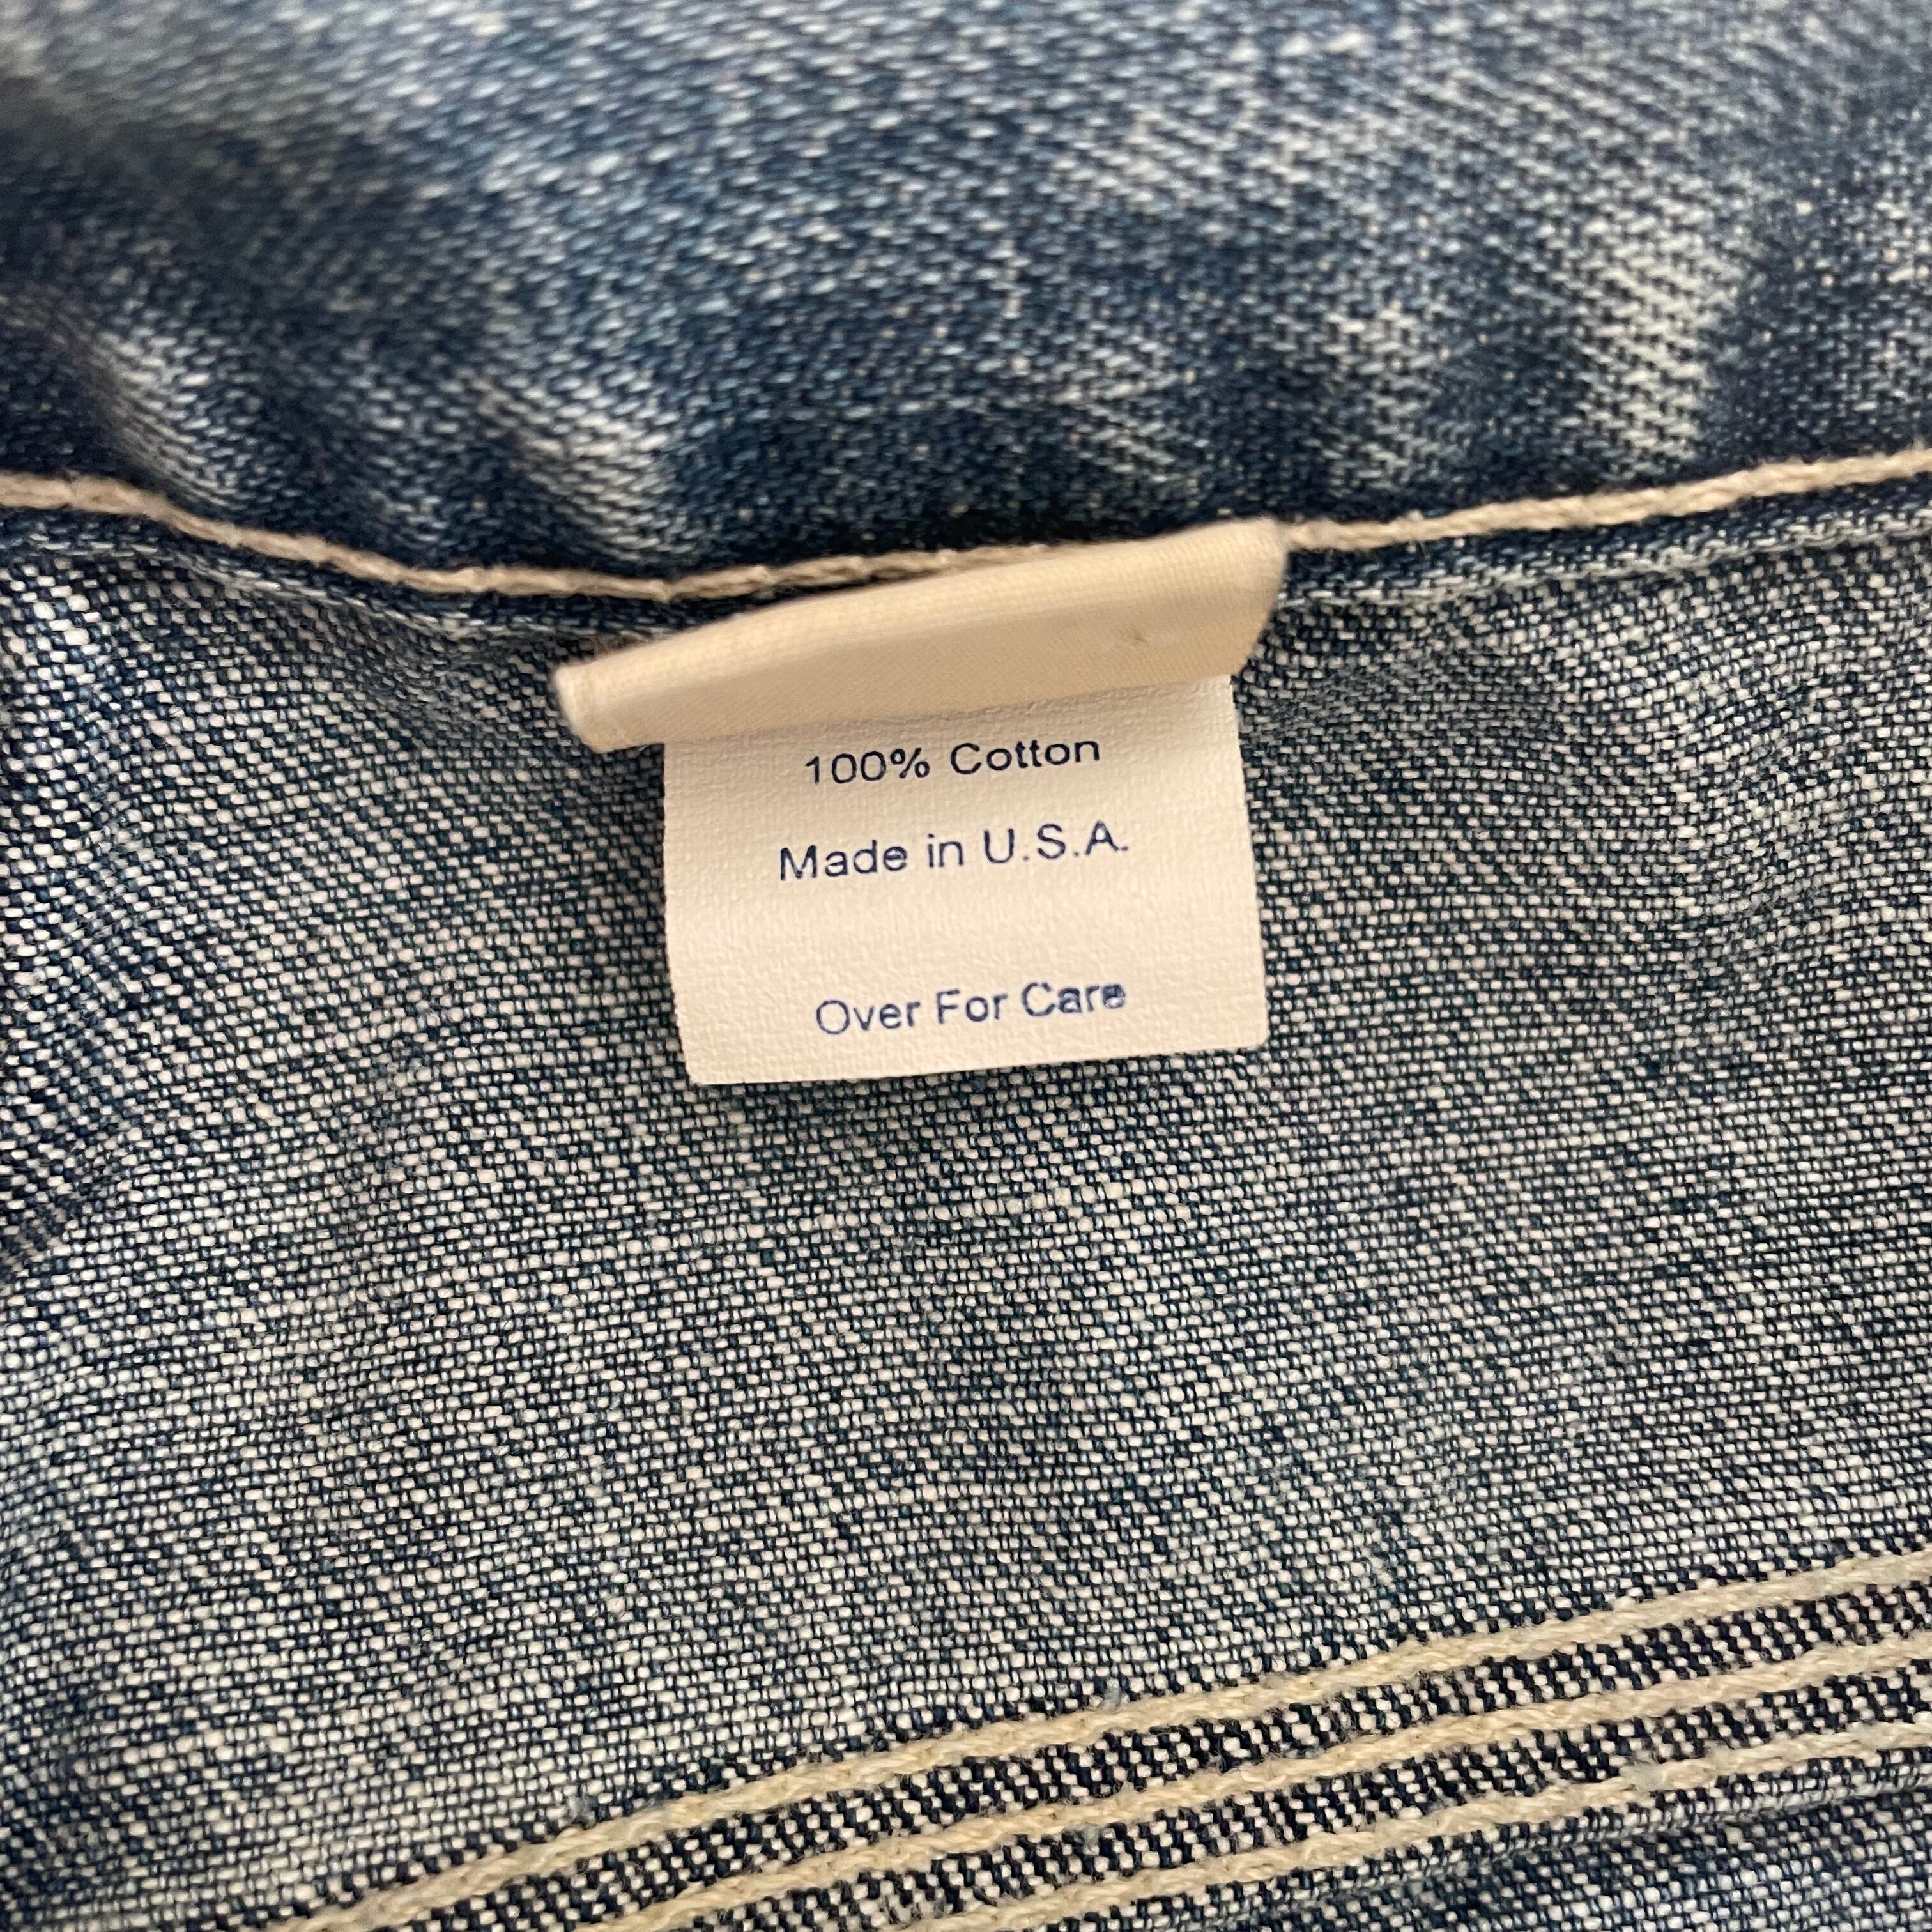 100% Cotton
Made in U.S.A.
Over For Care